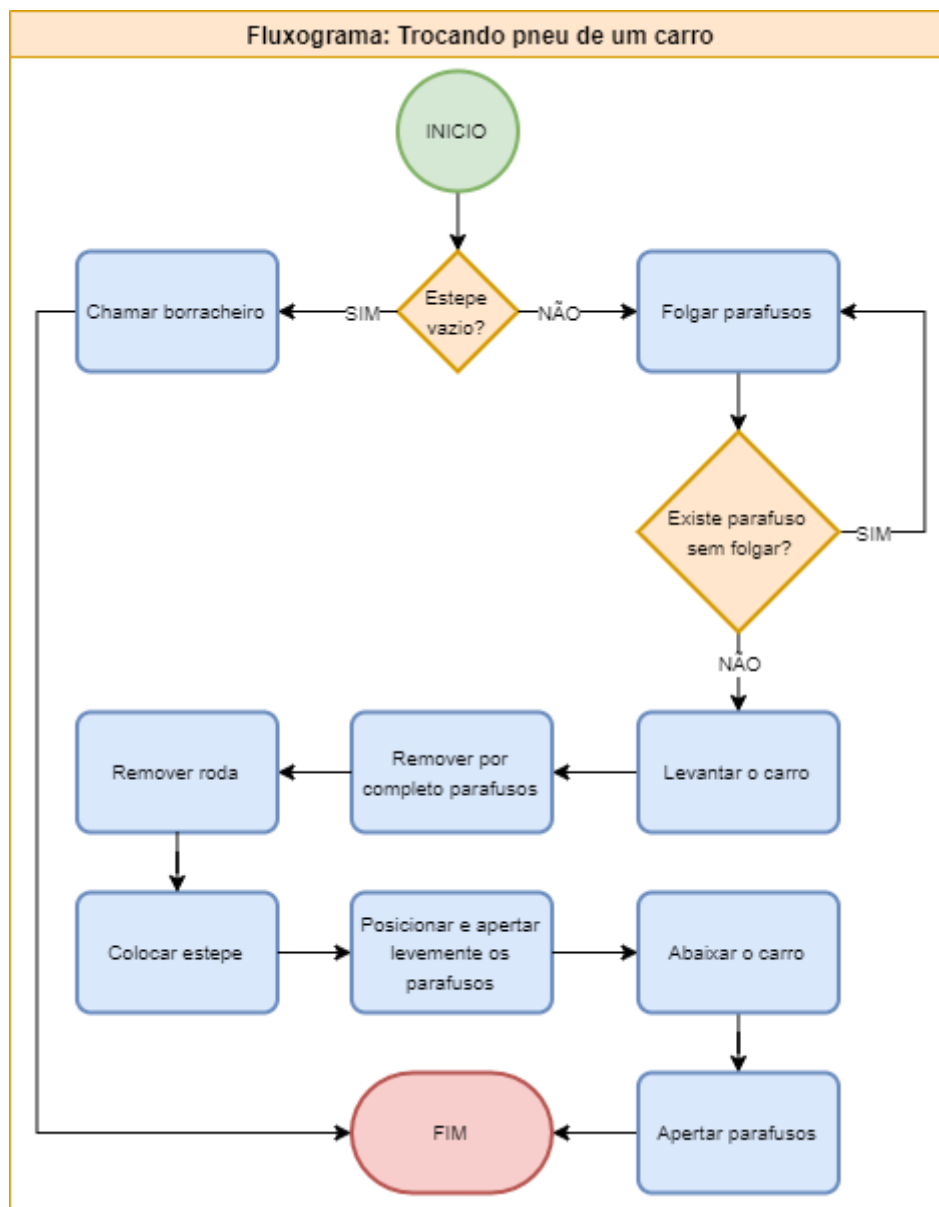 Fluxograma: Trocando pneu de um carro
INICIO
Chamar borracheiro
SIM
Estepe
vazio?
NÃO
Folgar parafusos
Existe parafuso
sem folgar?
SIM
NÃO
Remover roda
Remover por
completo parafusos
Levantar o carro
Colocar estepe
Posicionar e apertar
levemente os
parafusos
Abaixar o carro
FIM
Apertar parafusos